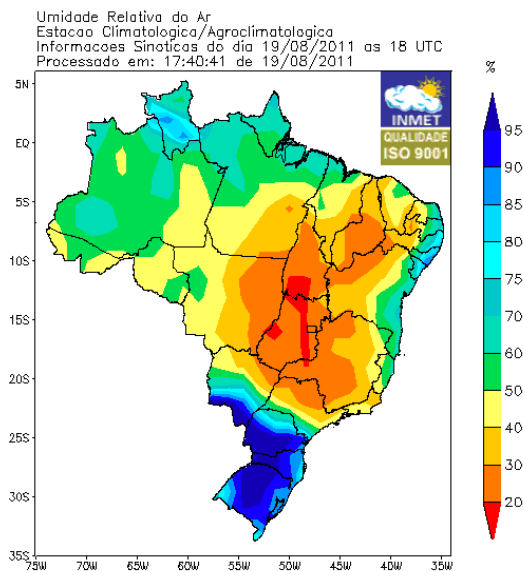 Umidade Relativa do Ar
Estacao Climatologica/Agroclimatologica
Informacoes Sinoticas do dia 19/08/2011 as 18 UTC
Processado em: 17:40:41 de 19/08/2011
INMET
QUALIDADE
ISO 9001
%
95
90
85
80
75
70
60
50
40
30
20
5N
EQ
5S
10S
15S
20S
25S
30S
35S
75W 70W 65W 60W 55W 50W 45W 40W 35W